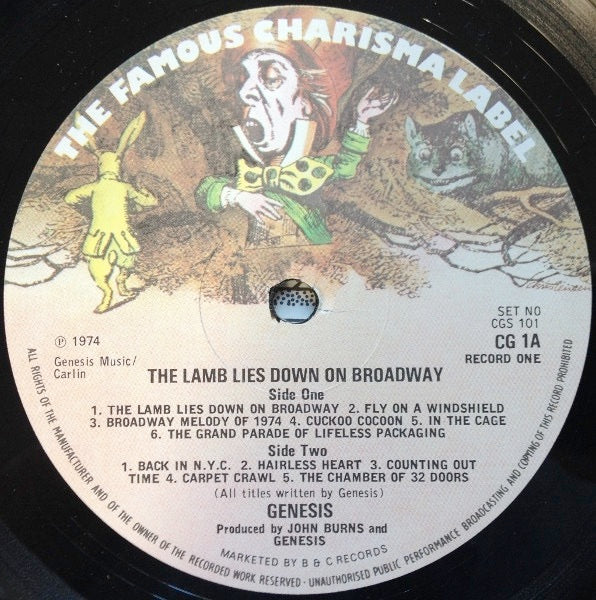 THE FAMOUS CHARISMA LABEL
SET NO
CGS 101
℗ 1974
CG 1A
Genesis Music/
Carlin
RECORD ONE
THE LAMB LIES DOWN ON BROADWAY
Side One
1. THE LAMB LIES DOWN ON BROADWAY 2. FLY ON A WINDSHIELD
3. BROADWAY MELODY OF 1974 4. CUCKOO COCOON 5. IN THE CAGE
6. THE GRAND PARADE OF LIFELESS PACKAGING
Side Two
1. BACK IN N.Y.C. 2. HAIRLESS HEART 3. COUNTING OUT
TIME 4. CARPET CRAWL 5. THE CHAMBER OF 32 DOORS
(All titles written by Genesis)
GENESIS
Produced by JOHN BURNS and
GENESIS
MARKETED BY B & C RECORDS
ALL RIGHTS OF THE MANUFACTURER AND OF THE OWNER OF THE RECORDED WORK RESERVED · UNAUTHORISED PUBLIC PERFORMANCE BROADCASTING AND COPYING OF THIS RECORD PROHIBITED